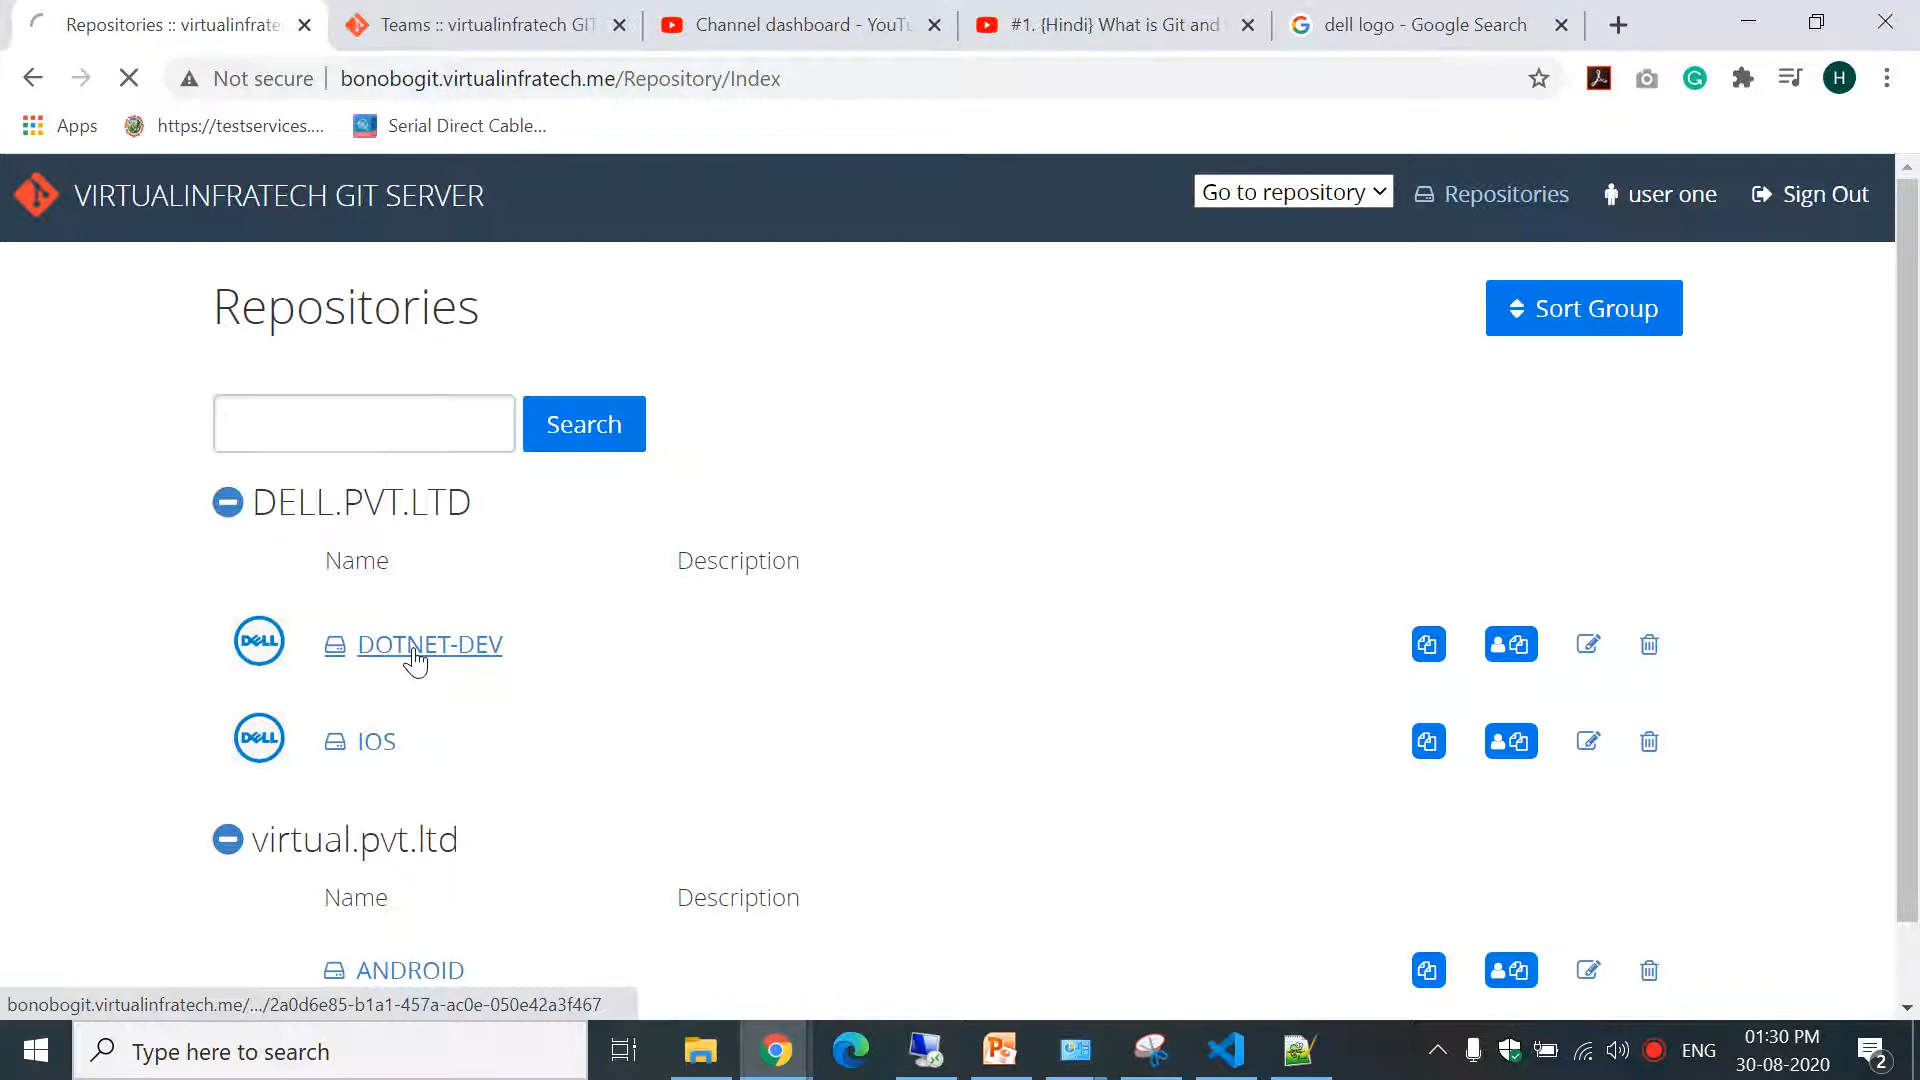 Repositories :: virtualinfrate
Teams :: virtualinfratech GIT
Channel dashboard - YouTu
#1. {Hindi} What is Git and
dell logo - Google Search
Not secure
bonobogit.virtualinfratech.me/Repository/Index
H
Apps
https://testservices....
Serial Direct Cable...
VIRTUALINFRATECH GIT SERVER
Go to repository
Repositories
user one
Sign Out
Repositories
Sort Group
Search
DELL.PVT.LTD
Name
Description
DELL
DOTNET-DEV
DELL
IOS
virtual.pvt.ltd
Name
Description
ANDROID
bonobogit.virtualinfratech.me/.../2a0d6e85-b1a1-457a-ac0e-050e42a3f467
Type here to search
ENG
01:30 PM
30-08-2020
2